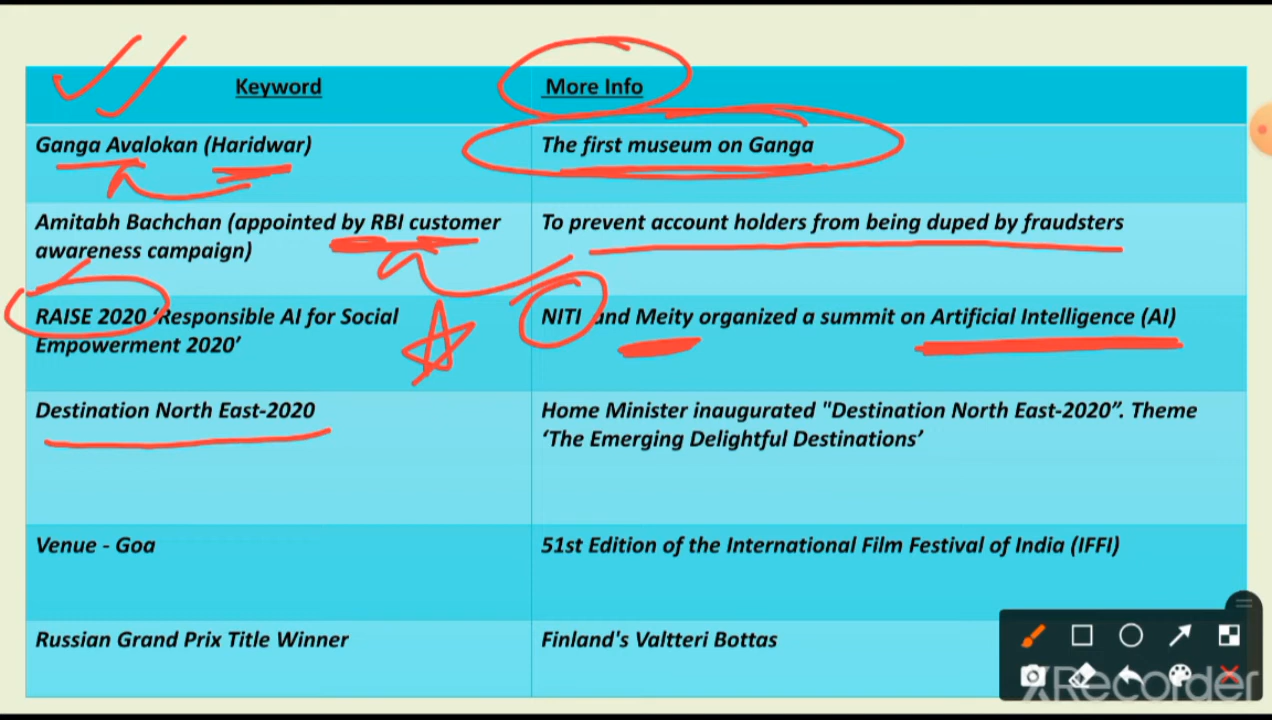 Keyword
More Info
Ganga Avalokan (Haridwar)
The first museum on Ganga
Amitabh Bachchan (appointed by RBI customer
awareness campaign)
To prevent account holders from being duped by fraudsters
RAISE 2020 ‘Responsible AI for Social
Empowerment 2020’
NITI and Meity organized a summit on Artificial Intelligence (AI)
Destination North East-2020
Home Minister inaugurated "Destination North East-2020”. Theme
‘The Emerging Delightful Destinations’
Venue - Goa
51st Edition of the International Film Festival of India (IFFI)
Russian Grand Prix Title Winner
Finland's Valtteri Bottas
XRecorder